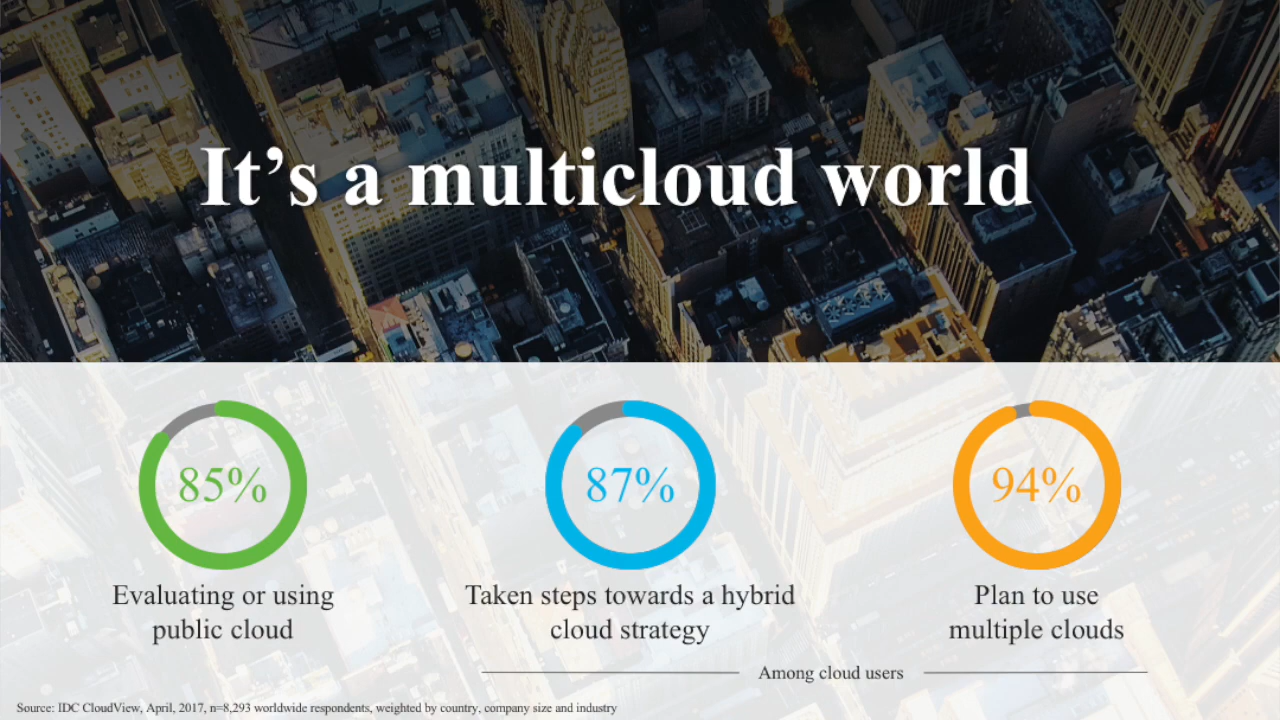 It’s a multicloud world
85%
87%
94%
Evaluating or using
public cloud
Taken steps towards a hybrid
cloud strategy
Plan to use
multiple clouds
Among cloud users
Source: IDC CloudView, April, 2017, n=8,293 worldwide respondents, weighted by country, company size and industry